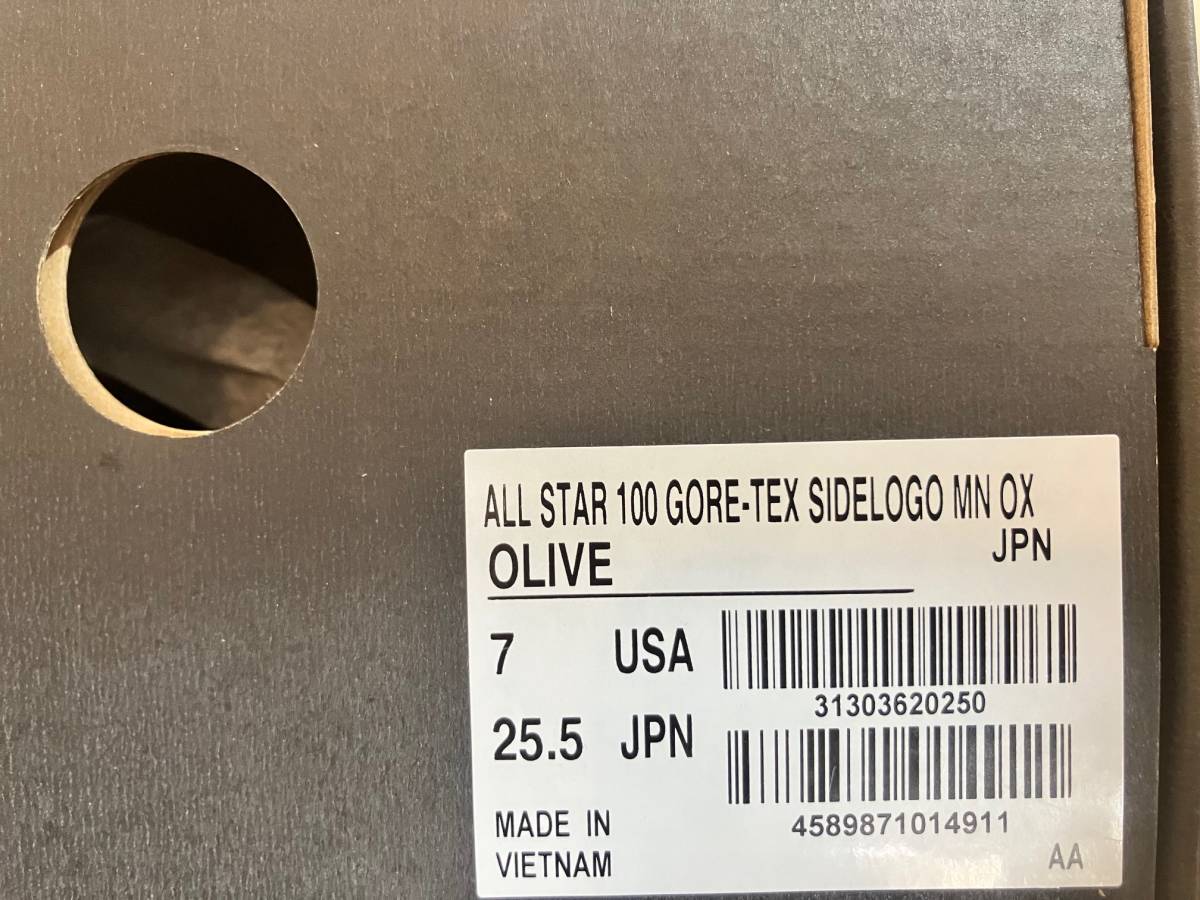 ALL STAR 100 GORE-TEX SIDELOGO MN OX
OLIVE JPN
7 USA
31303620250
25.5 JPN
4589871014911
MADE IN
VIETNAM
AA